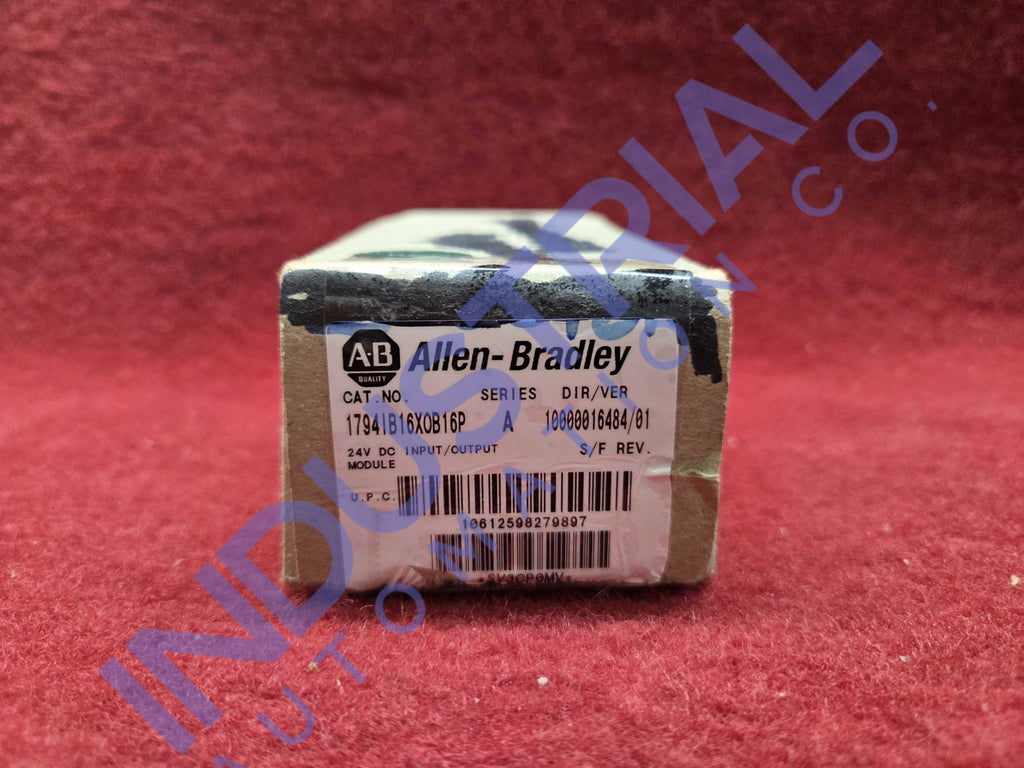 INDUSTRIAL
AUTOMATION CO.
A-B
QUALITY
Allen-Bradley
CAT.NO. SERIES DIR/VER
1794IB16XOB16P A 10000016484/01
24V DC INPUT/OUTPUT S/F REV.
MODULE
U.P.C.
10612598279897